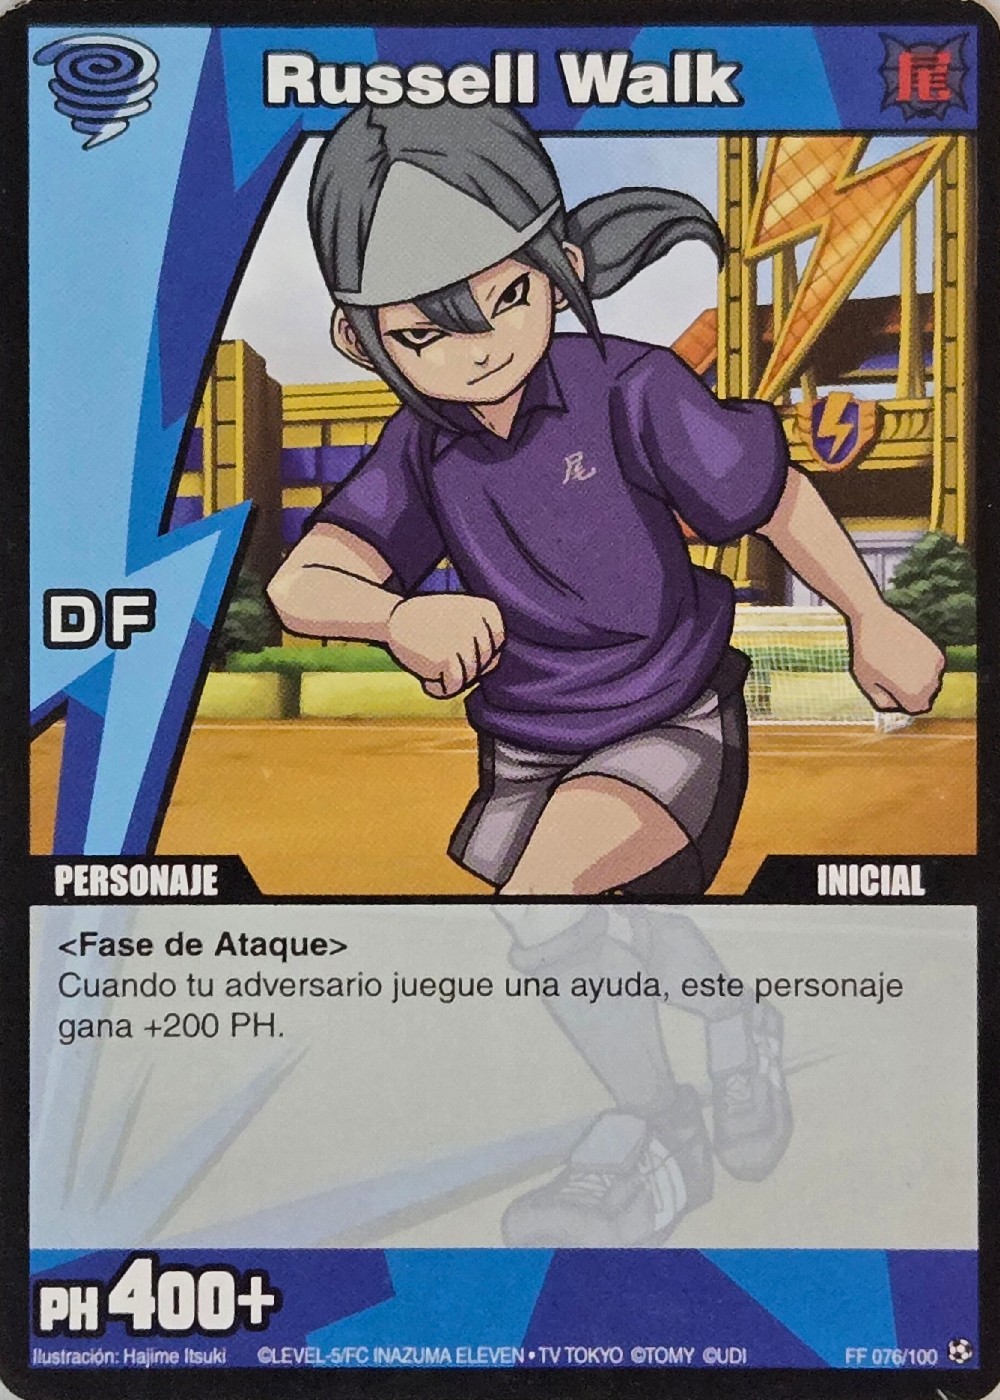 Russell Walk
尾
尾
DF
PERSONAJE
INICIAL
<Fase de Ataque>
Cuando tu adversario juegue una ayuda, este personaje
gana +200 PH.
PH 400+
Ilustración: Hajime Itsuki ©LEVEL-5/FC INAZUMA ELEVEN • TV TOKYO ©TOMY ©UDI FF 076/100